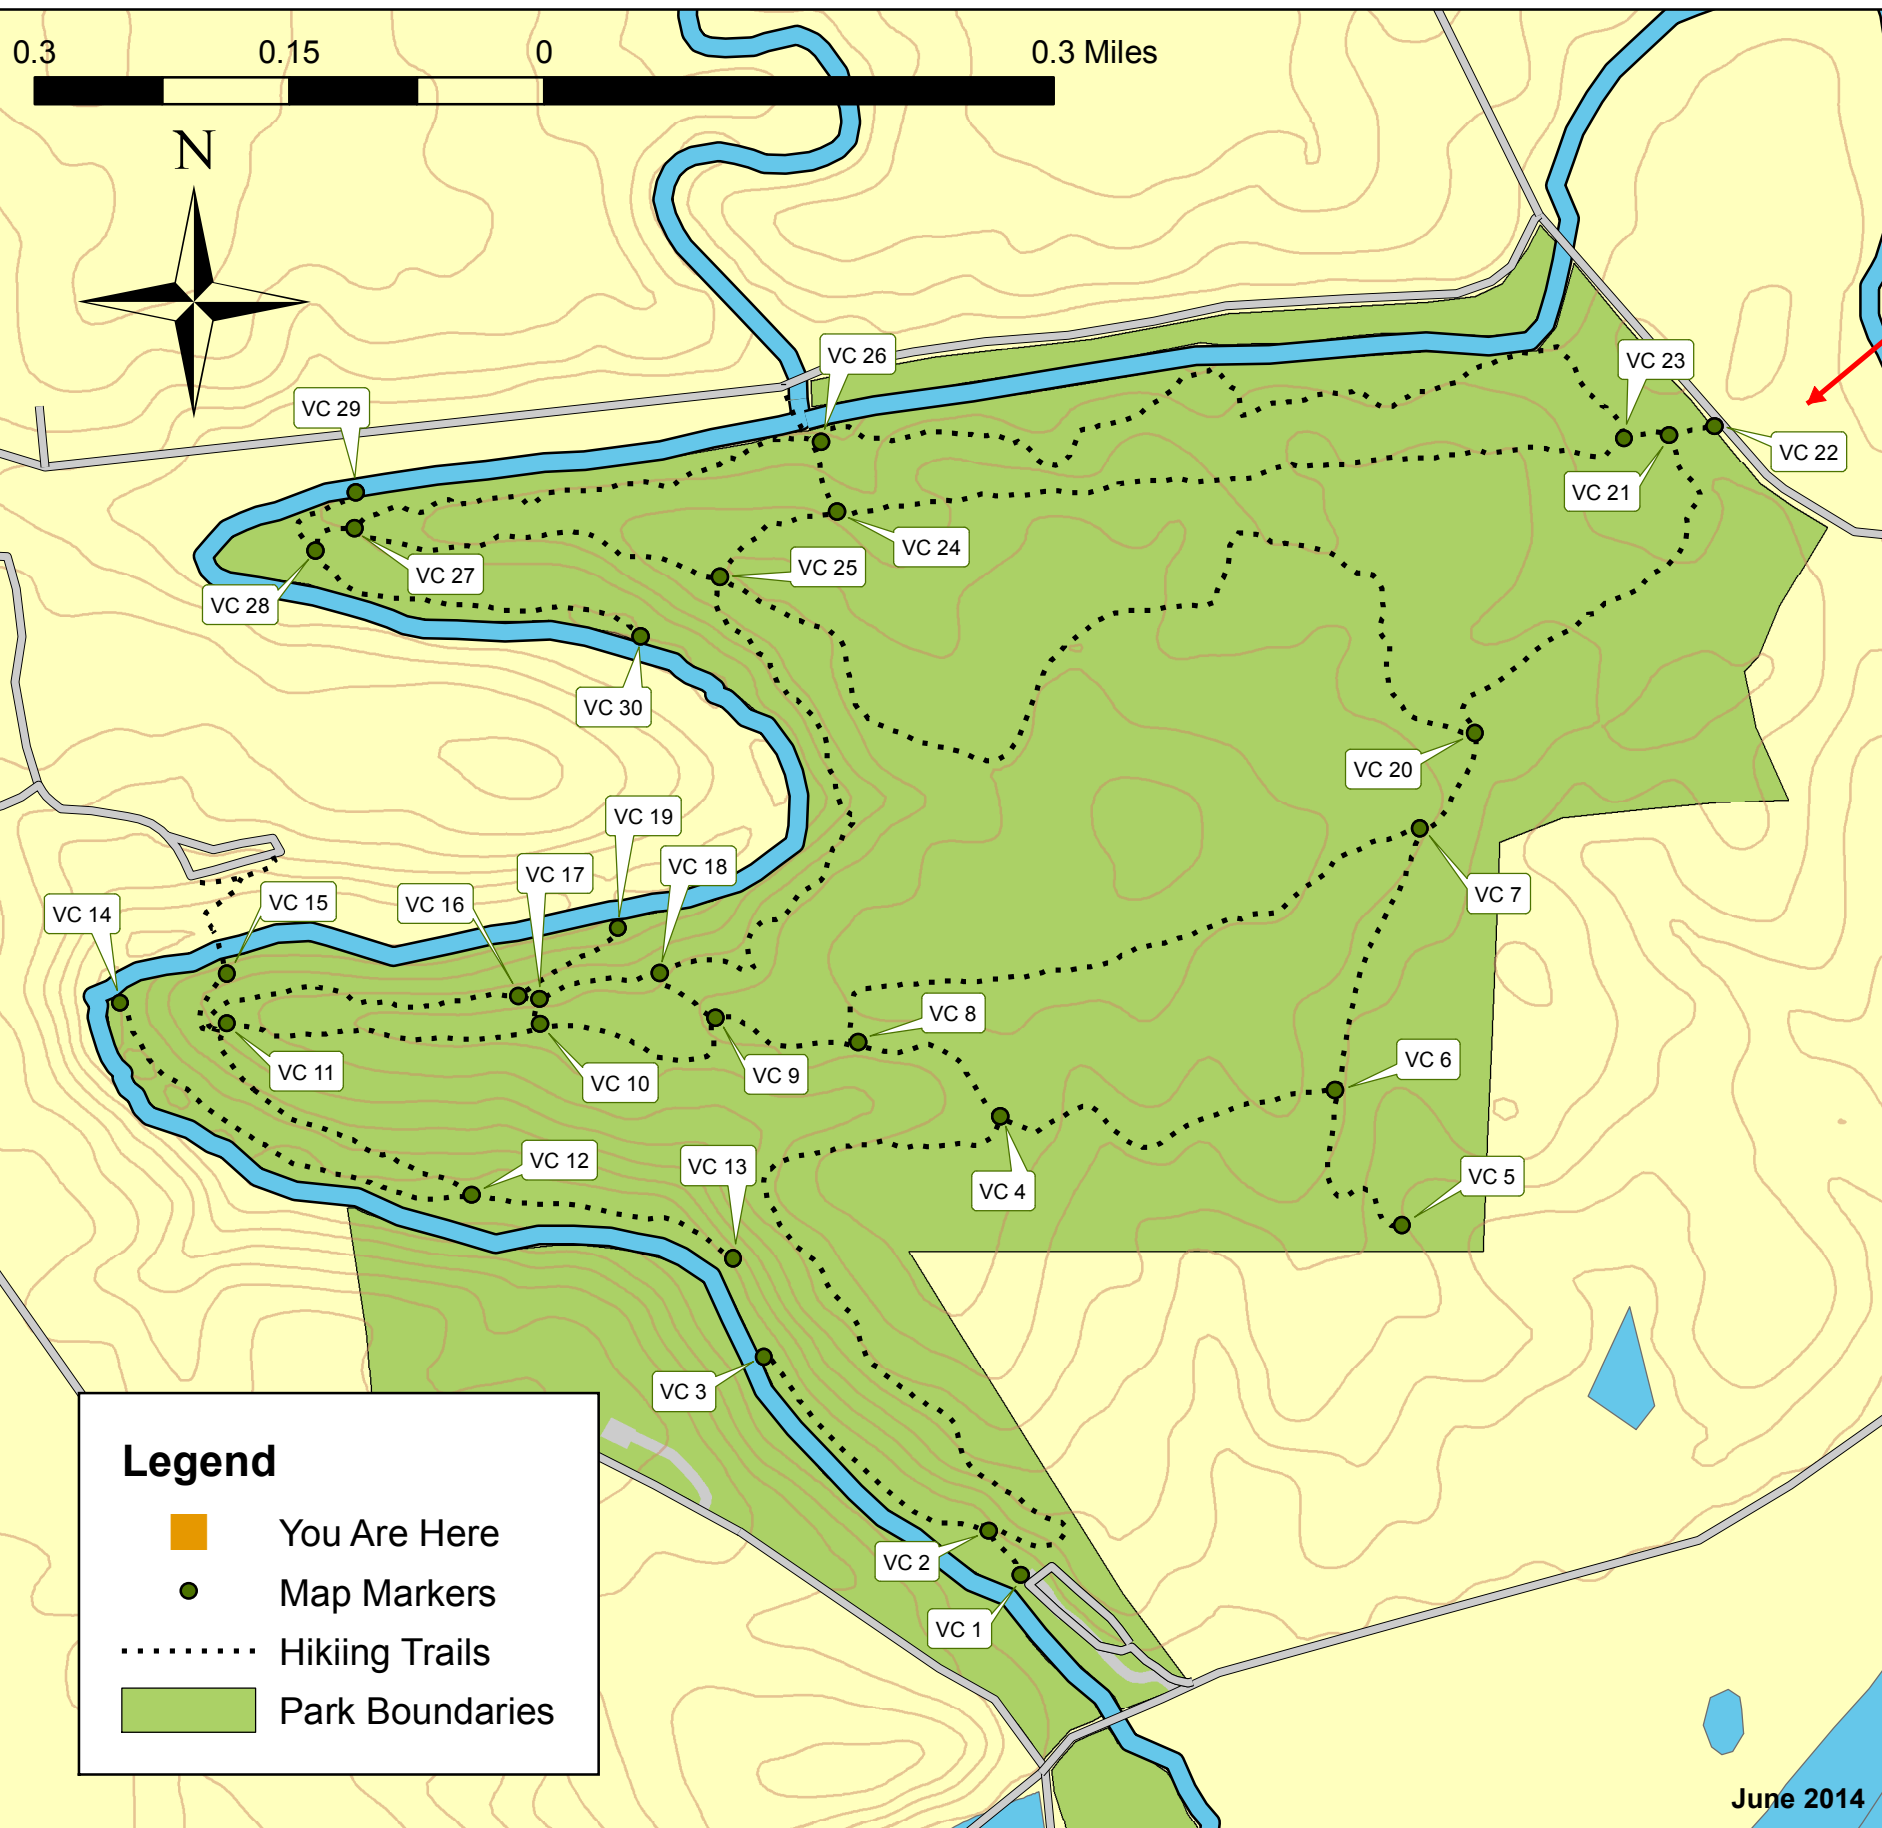 0.3 0.15 0 0.3 Miles
N
VC 26
VC 23
VC 29
VC 22
VC 21
VC 24
VC 25
VC 27
VC 28
VC 30
VC 20
VC 19
VC 18
VC 17
VC 7
VC 16
VC 15
VC 14
VC 8
VC 6
VC 11
VC 9
VC 10
VC 12
VC 13
VC 5
VC 4
VC 3
Legend
You Are Here
VC 2
Map Markers
VC 1
Hikiing Trails
Park Boundaries
June 2014